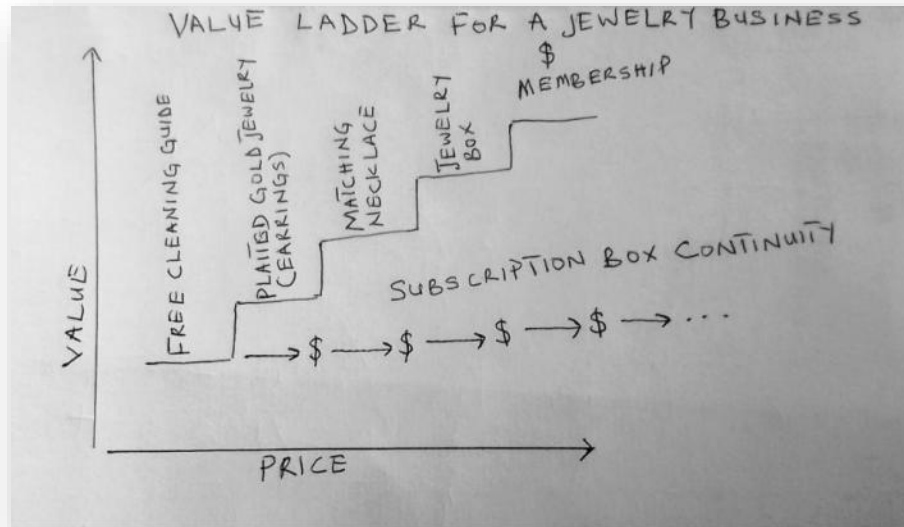 VALUE LADDER FOR A JEWELRY BUSINESS
$
MEMBERSHIP
JEWELRY
BOX
MATCHING
NECKLACE
PLATTED GOLD JEWELRY
(EARRINGS)
FREE CLEANING GUIDE
VALUE
SUBSCRIPTION BOX CONTINUITY
$ $ $ $ ...
PRICE